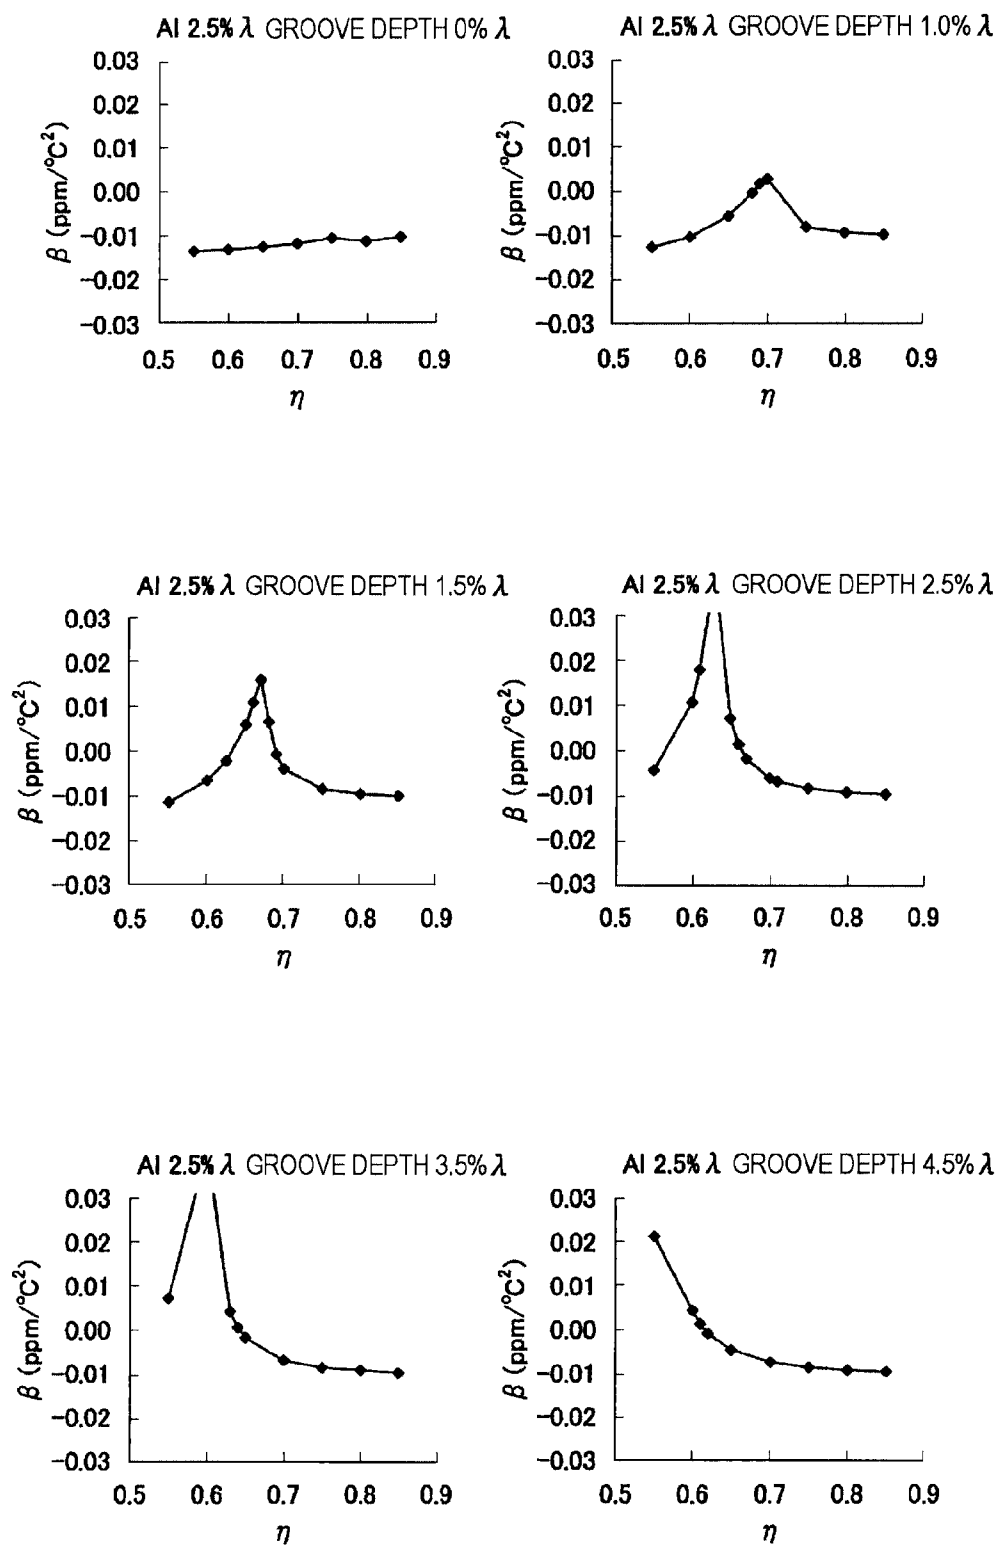 Al 2.5% λ GROOVE DEPTH 0% λ
0.03
0.02
0.01
0.00
−0.01
−0.02
−0.03
β (ppm/°C²)
0.5 0.6 0.7 0.8 0.9
η
Al 2.5% λ GROOVE DEPTH 1.0% λ
0.03
0.02
0.01
0.00
−0.01
−0.02
−0.03
β (ppm/°C²)
0.5 0.6 0.7 0.8 0.9
η
Al 2.5% λ GROOVE DEPTH 1.5% λ
0.03
0.02
0.01
0.00
−0.01
−0.02
−0.03
β (ppm/°C²)
0.5 0.6 0.7 0.8 0.9
η
Al 2.5% λ GROOVE DEPTH 2.5% λ
0.03
0.02
0.01
0.00
−0.01
−0.02
−0.03
β (ppm/°C²)
0.5 0.6 0.7 0.8 0.9
η
Al 2.5% λ GROOVE DEPTH 3.5% λ
0.03
0.02
0.01
0.00
−0.01
−0.02
−0.03
β (ppm/°C²)
0.5 0.6 0.7 0.8 0.9
η
Al 2.5% λ GROOVE DEPTH 4.5% λ
0.03
0.02
0.01
0.00
−0.01
−0.02
−0.03
β (ppm/°C²)
0.5 0.6 0.7 0.8 0.9
η